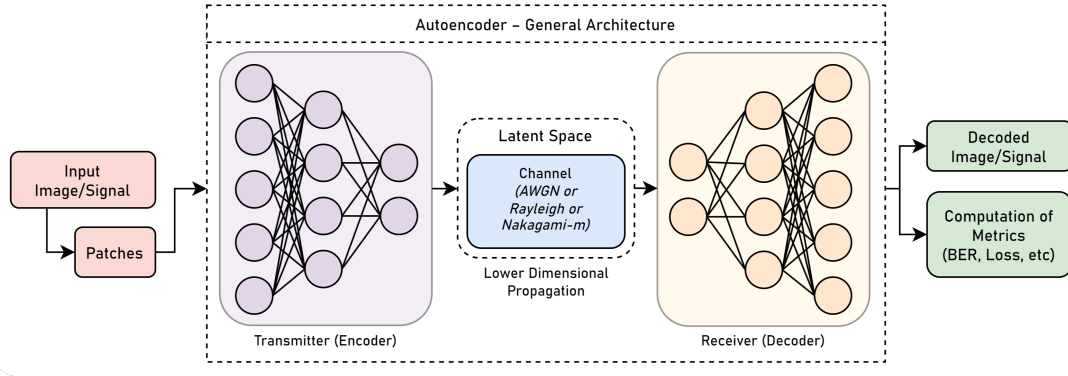 Autoencoder – General Architecture
Input
Image/Signal
Patches
Transmitter (Encoder)
Latent Space
Channel
(AWGN or
Rayleigh or
Nakagami-m)
Lower Dimensional
Propagation
Receiver (Decoder)
Decoded
Image/Signal
Computation of
Metrics
(BER, Loss, etc)